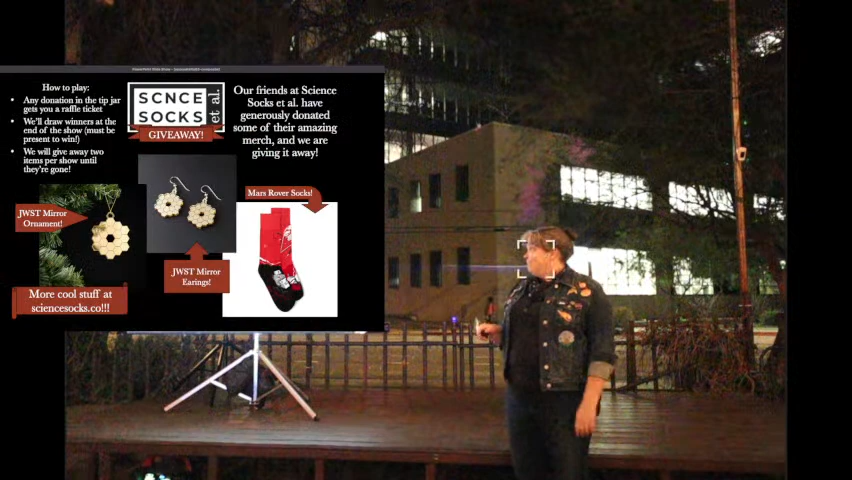 How to play:
• Any donation in the tip jar
gets you a raffle ticket
• We'll draw winners at the
end of the show (must be
present to win!)
• We will give away two
items per show until
they're gone!
SCNCE
SOCKS
et al.
GIVEAWAY!
Our friends at Science
Socks et al. have
generously donated
some of their amazing
merch, and we are
giving it away!
JWST Mirror
Ornament!
JWST Mirror
Earings!
Mars Rover Socks!
More cool stuff at
sciencesocks.co!!!